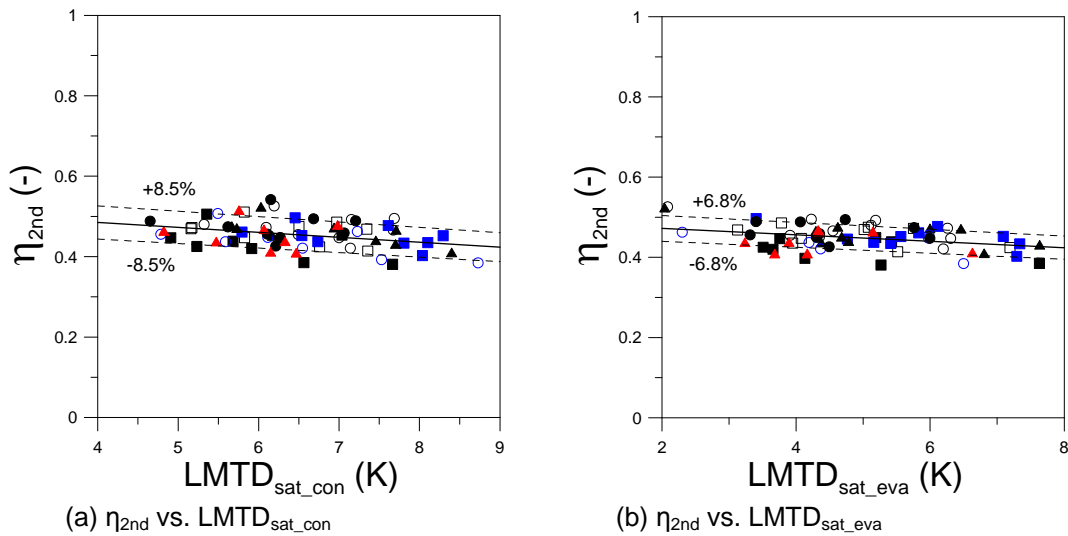 1
0.8
0.6
0.4
0.2
0
η2nd (-)
+8.5%
-8.5%
4 5 6 7 8 9
LMTDsat_con (K)
(a) η2nd vs. LMTDsat_con
1
0.8
0.6
0.4
0.2
0
η2nd (-)
+6.8%
-6.8%
2 4 6 8
LMTDsat_eva (K)
(b) η2nd vs. LMTDsat_eva